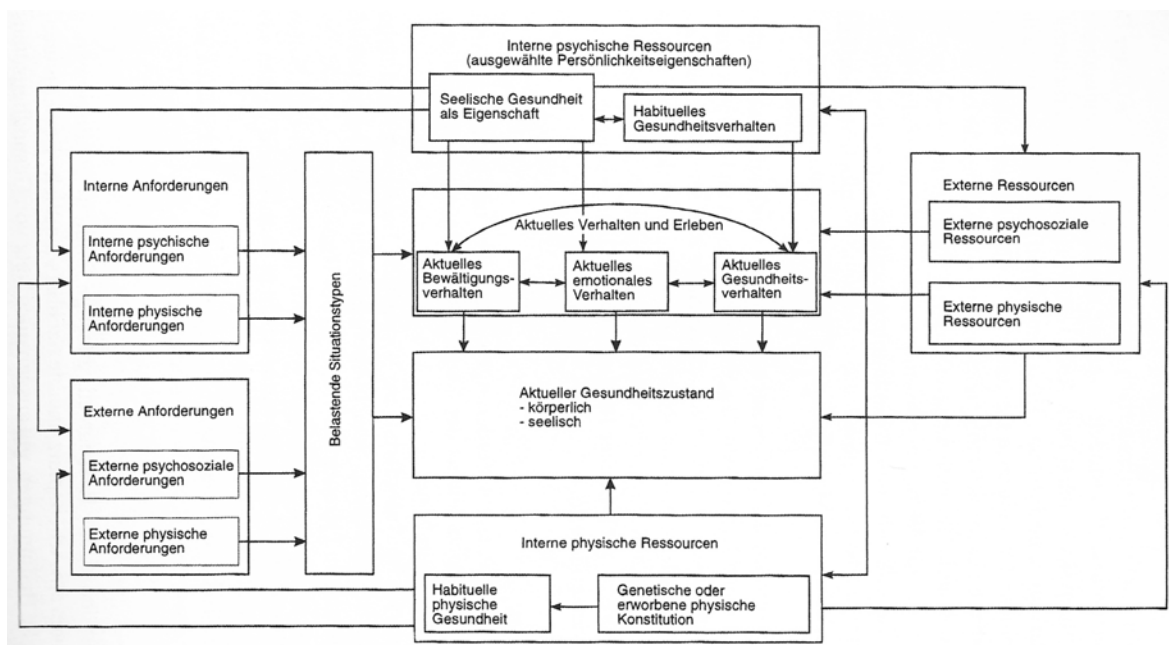 Interne psychische Ressourcen
(ausgewählte Persönlichkeitseigenschaften)
Seelische Gesundheit
als Eigenschaft
Habituelles
Gesundheitsverhalten
Interne Anforderungen
Interne psychische
Anforderungen
Interne physische
Anforderungen
Externe Anforderungen
Externe psychosoziale
Anforderungen
Externe physische
Anforderungen
Belastende Situationstypen
Aktuelles Verhalten und Erleben
Aktuelles
Bewältigungs-
verhalten
Aktuelles
emotionales
Verhalten
Aktuelles
Gesundheits-
verhalten
Aktueller Gesundheitszustand
- körperlich
- seelisch
Externe Ressourcen
Externe psychosoziale
Ressourcen
Externe physische
Ressourcen
Interne physische Ressourcen
Habituelle
physische
Gesundheit
Genetische oder
erworbene physische
Konstitution